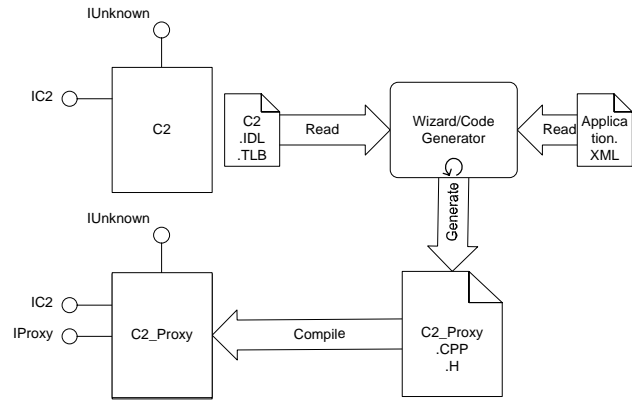 IUnknown
IC2
C2
C2
.IDL
.TLB
Read
Wizard/Code
Generator
Read
Applica
tion.
XML
Generate
IUnknown
IC2
IProxy
C2_Proxy
Compile
C2_Proxy
.CPP
.H